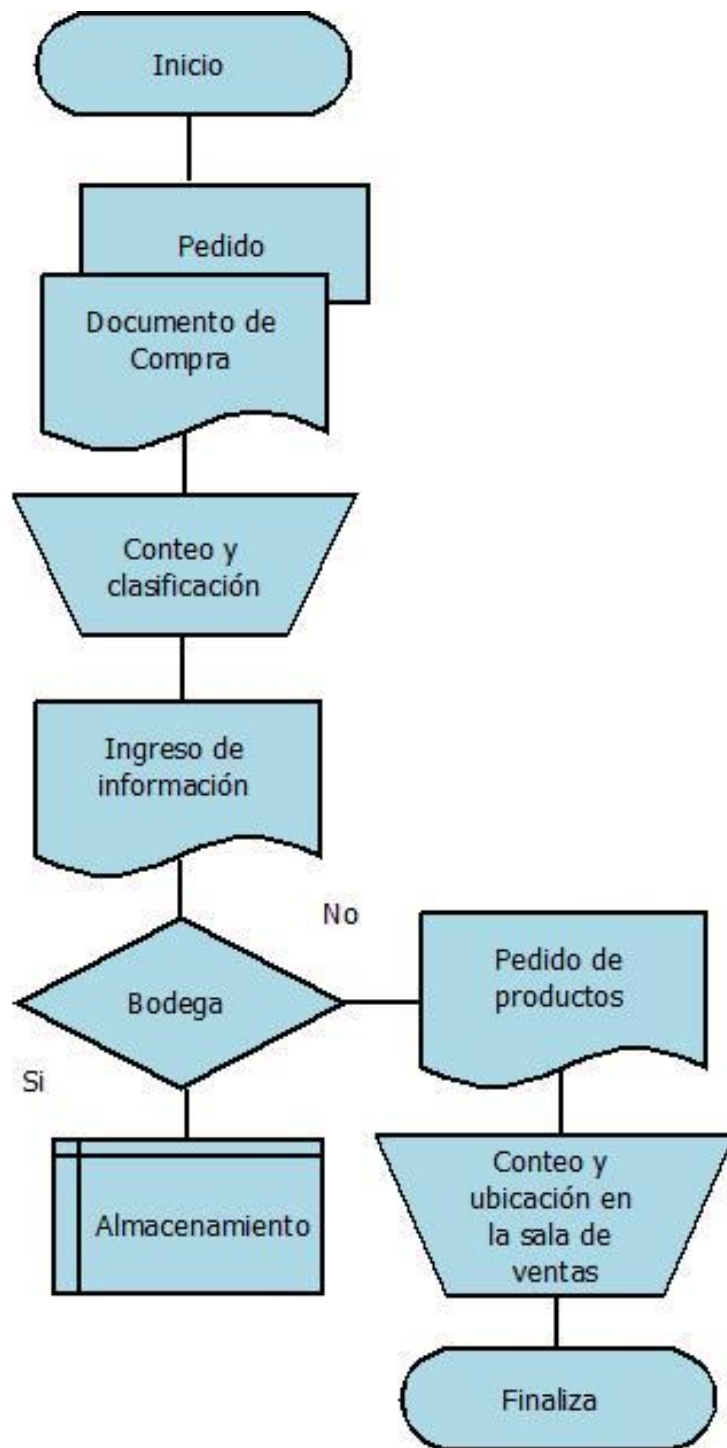 Inicio
Pedido
Documento de
Compra
Conteo y
clasificación
Ingreso de
información
No
Bodega
Pedido de
productos
Si
Almacenamiento
Conteo y
ubicación en
la sala de
ventas
Finaliza